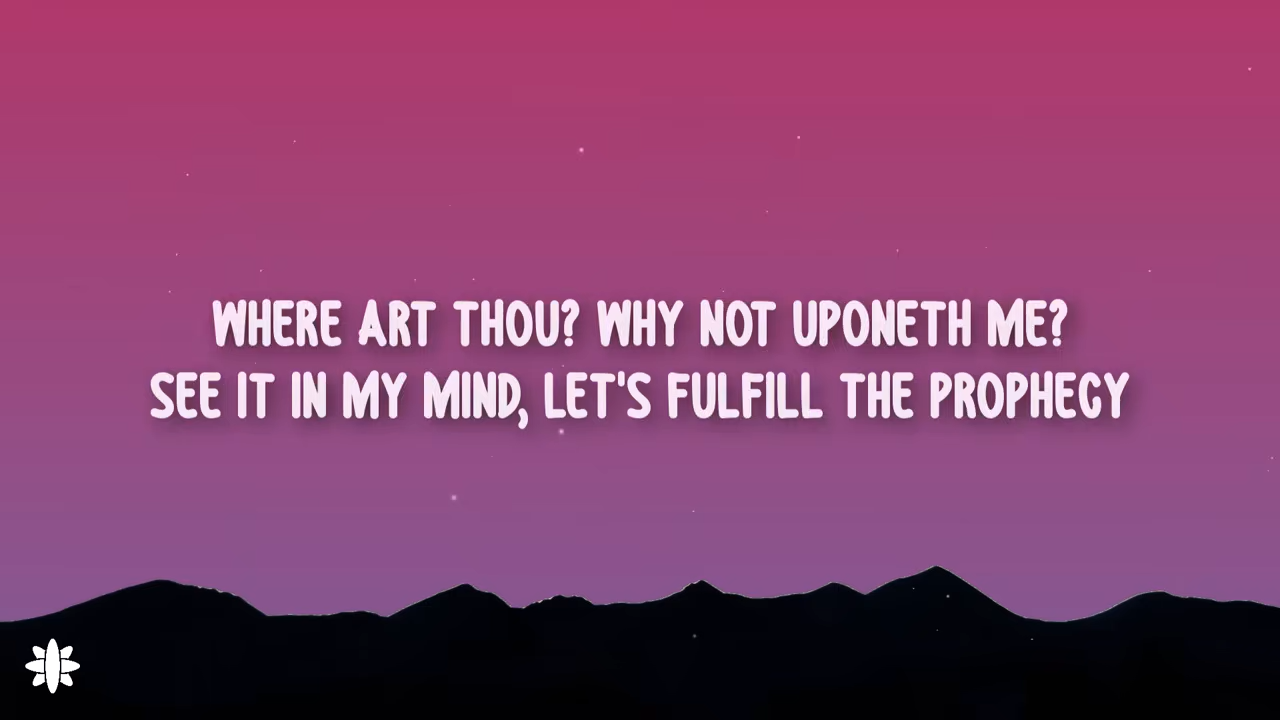 WHERE ART THOU? WHY NOT UPONETH ME?
SEE IT IN MY MIND, LET'S FULFILL THE PROPHECY